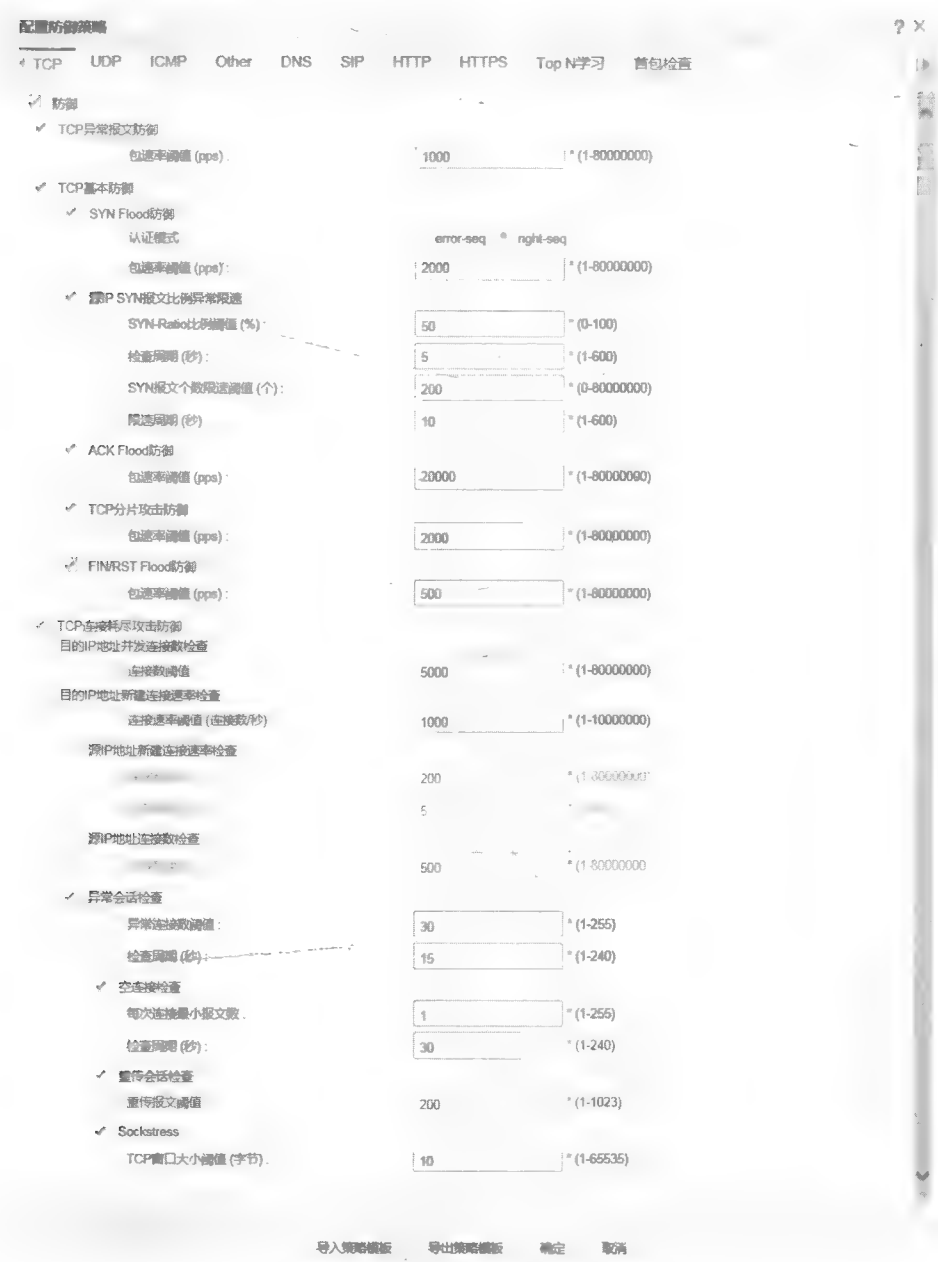 配置防御策略 ? ×
TCP UDP ICMP Other DNS SIP HTTP HTTPS Top N学习 首包检查
防御
TCP异常报文防御
包速率阈值 (pps) : 1000 * (1-80000000)
TCP基本防御
SYN Flood防御
认证模式 error-seq right-seq
包速率阈值 (pps) : 2000 * (1-80000000)
源IP SYN报文比例异常限速
SYN-Ratio比例阈值 (%) : 50 * (0-100)
检查周期 (秒) : 5 * (1-600)
SYN报文个数限速阈值 (个) : 200 * (0-80000000)
限速周期 (秒) 10 * (1-600)
ACK Flood防御
包速率阈值 (pps) : 20000 * (1-80000000)
TCP分片攻击防御
包速率阈值 (pps) : 2000 * (1-80000000)
FIN/RST Flood防御
包速率阈值 (pps) : 500 * (1-80000000)
TCP连接耗尽攻击防御
目的IP地址并发连接数检查
连接数阈值 5000 * (1-80000000)
目的IP地址新建连接速率检查
连接速率阈值 (连接数/秒) 1000 * (1-10000000)
源IP地址新建连接速率检查
200 * (1-80000000)
5 *
源IP地址连接数检查
500 * (1-80000000
异常会话检查
异常连接数阈值 : 30 * (1-255)
检查周期 (秒) : 15 * (1-240)
空连接检查
每次连接最小报文数 : 1 * (1-255)
检查周期 (秒) : 30 * (1-240)
重传会话检查
重传报文阈值 200 * (1-1023)
Sockstress
TCP窗口大小阈值 (字节) : 10 * (1-65535)
导入策略模板 导出策略模板 确定 取消